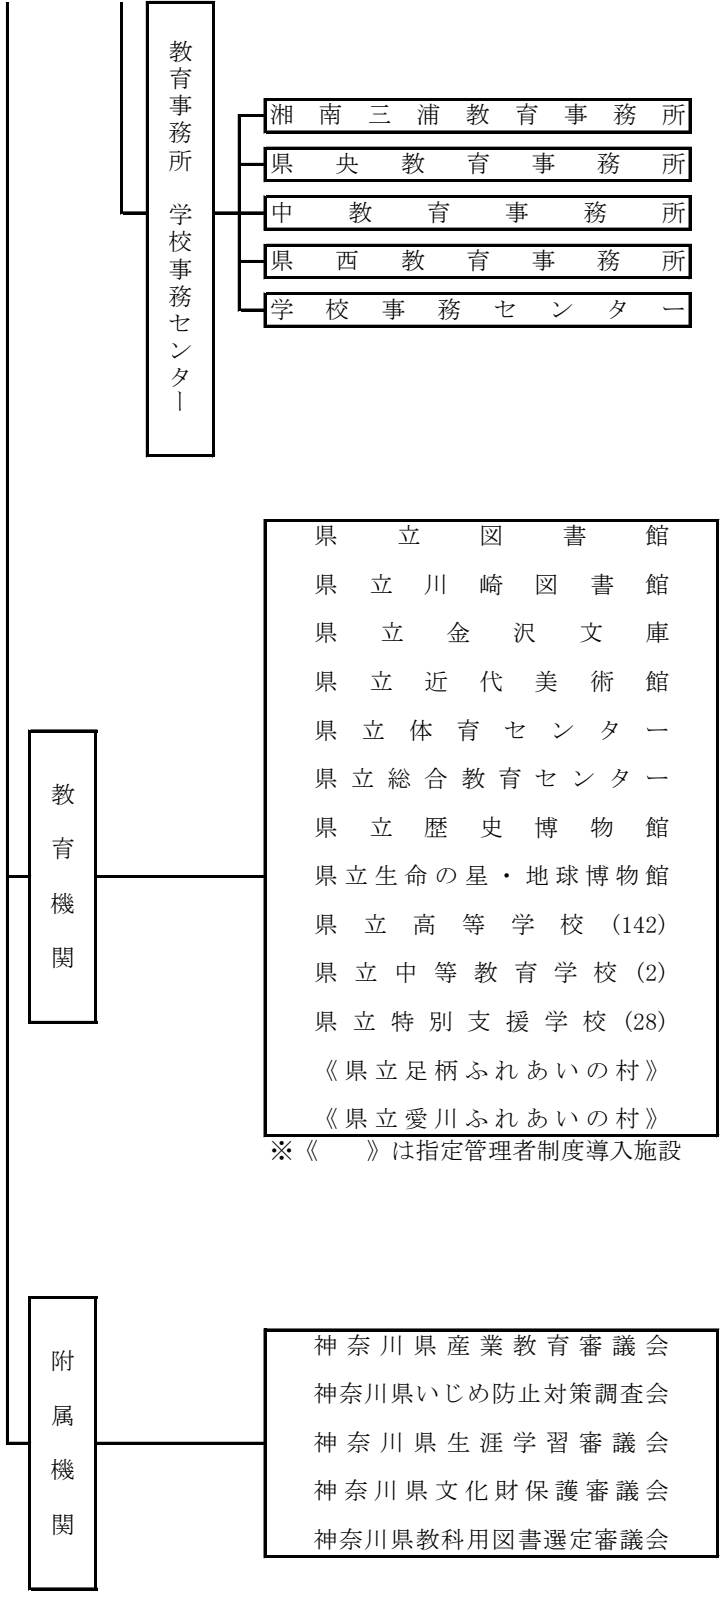 教育事務所　学校事務センター
湘南三浦教育事務所
県央教育事務所
中教育事務所
県西教育事務所
学校事務センター
教育機関
県立図書館
県立川崎図書館
県立金沢文庫
県立近代美術館
県立体育センター
県立総合教育センター
県立歴史博物館
県立生命の星・地球博物館
県立高等学校(142)
県立中等教育学校(2)
県立特別支援学校(28)
《県立足柄ふれあいの村》
《県立愛川ふれあいの村》
※《　　》は指定管理者制度導入施設
附属機関
神奈川県産業教育審議会
神奈川県いじめ防止対策調査会
神奈川県生涯学習審議会
神奈川県文化財保護審議会
神奈川県教科用図書選定審議会